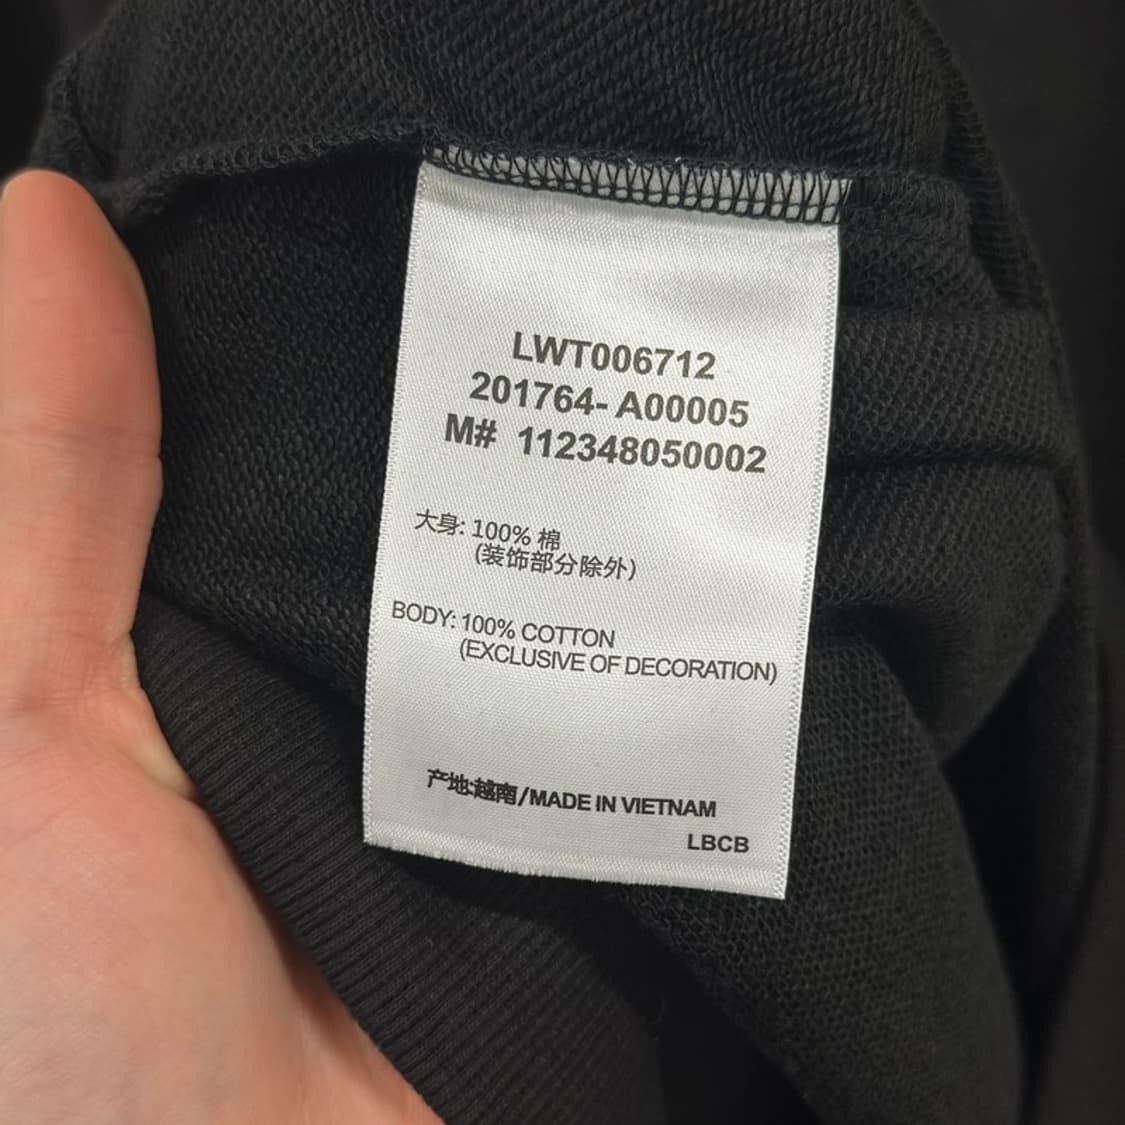 LWT006712
201764- A00005
M# 112348050002
大身: 100% 棉
(装饰部分除外)
BODY: 100% COTTON
(EXCLUSIVE OF DECORATION)
产地:越南/MADE IN VIETNAM
LBCB